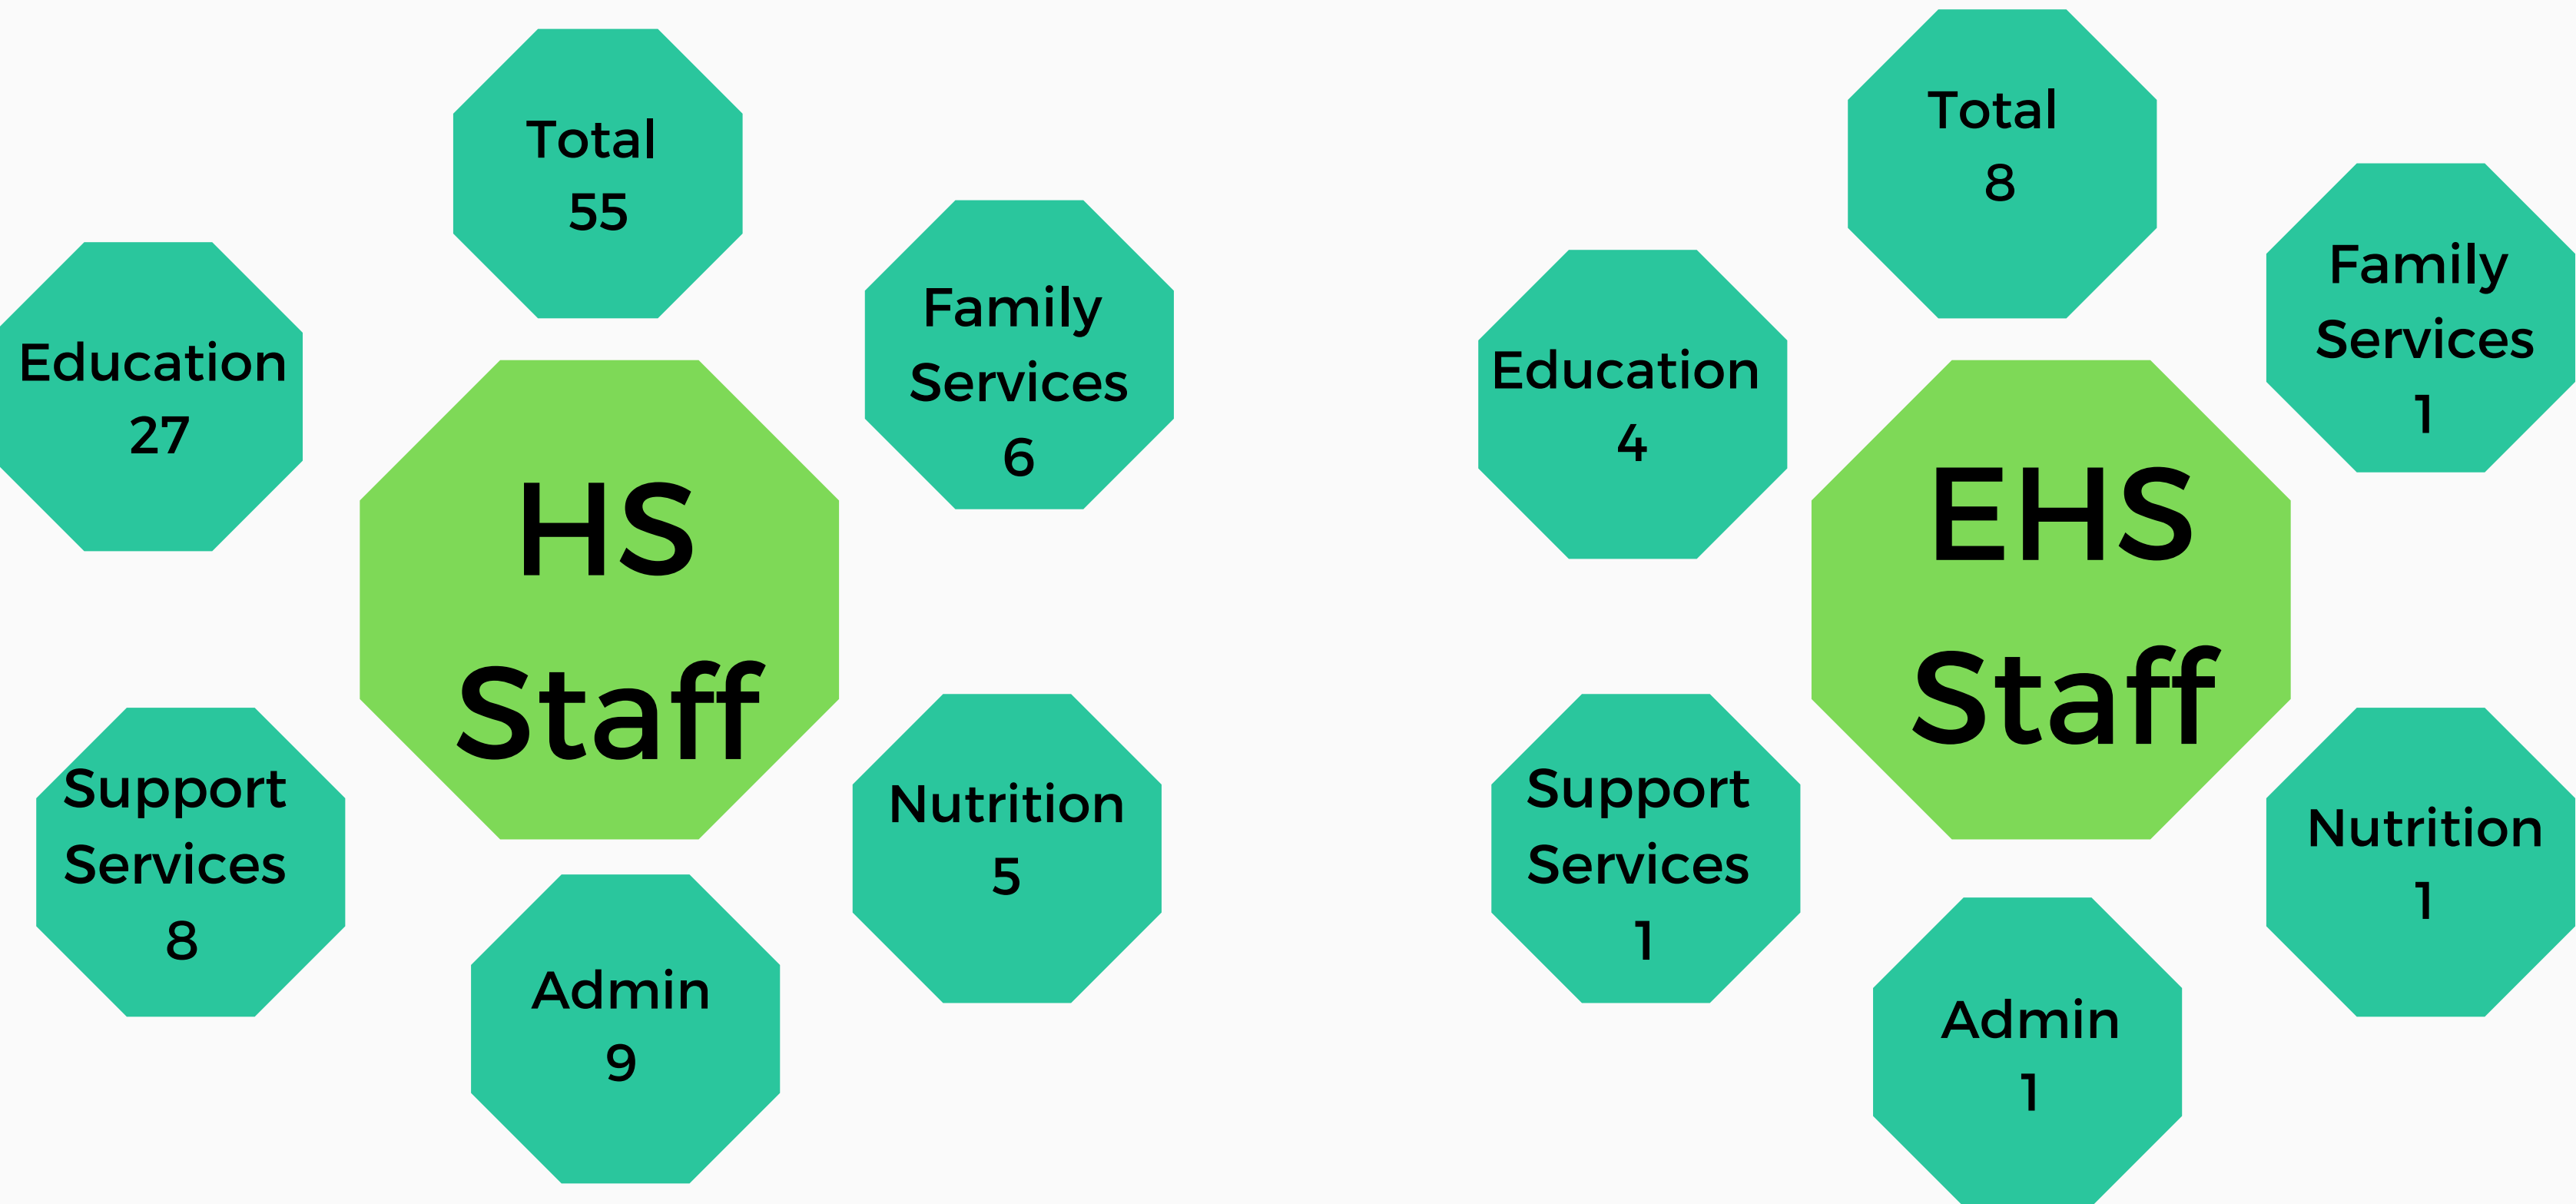 Total
55
Family
Services
6
Education
27
HS
Staff
Support
Services
8
Nutrition
5
Admin
9
Total
8
Family
Services
1
Education
4
EHS
Staff
Support
Services
1
Nutrition
1
Admin
1